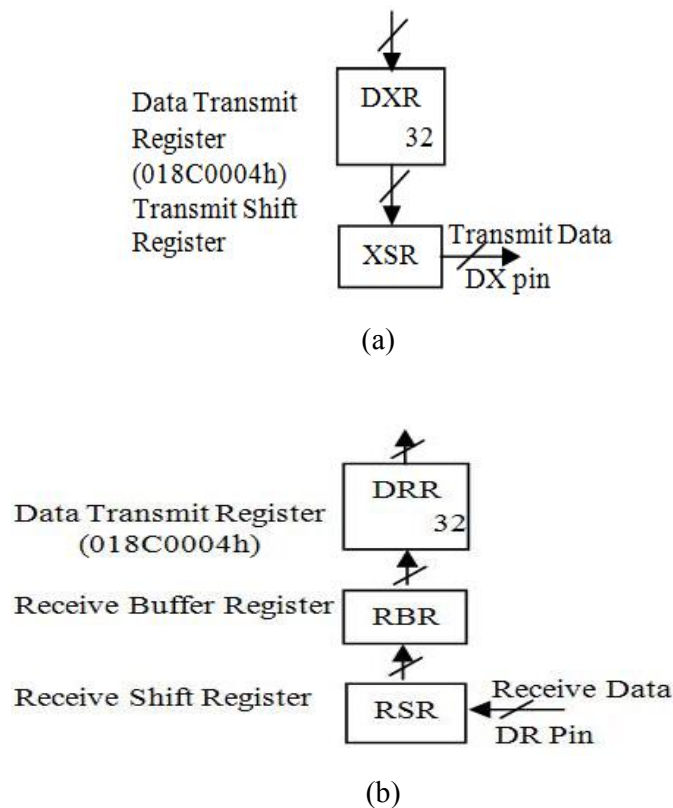 DXR
32
Data Transmit
Register
(018C0004h)
Transmit Shift
Register
XSR
Transmit Data
DX pin
(a)
DRR
32
Data Transmit Register
(018C0004h)
Receive Buffer Register
RBR
Receive Shift Register
RSR
Receive Data
DR Pin
(b)